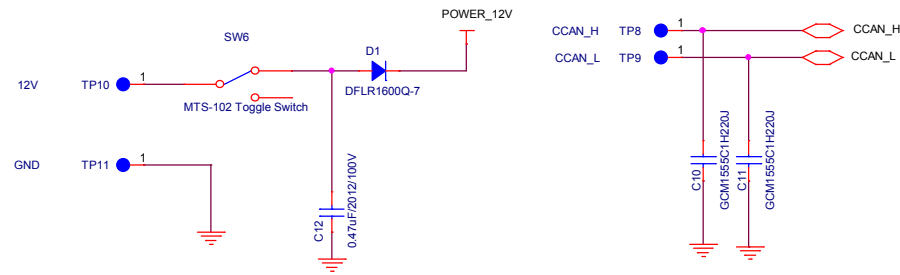 POWER_12V
SW6
D1
12V
TP10
1
MTS-102 Toggle Switch
DFLR1600Q-7
GND
TP11
1
C12
0.47uF/2012/100V
CCAN_H
TP8
1
CCAN_H
CCAN_L
TP9
1
CCAN_L
C10
GCM1555C1H220J
C11
GCM1555C1H220J